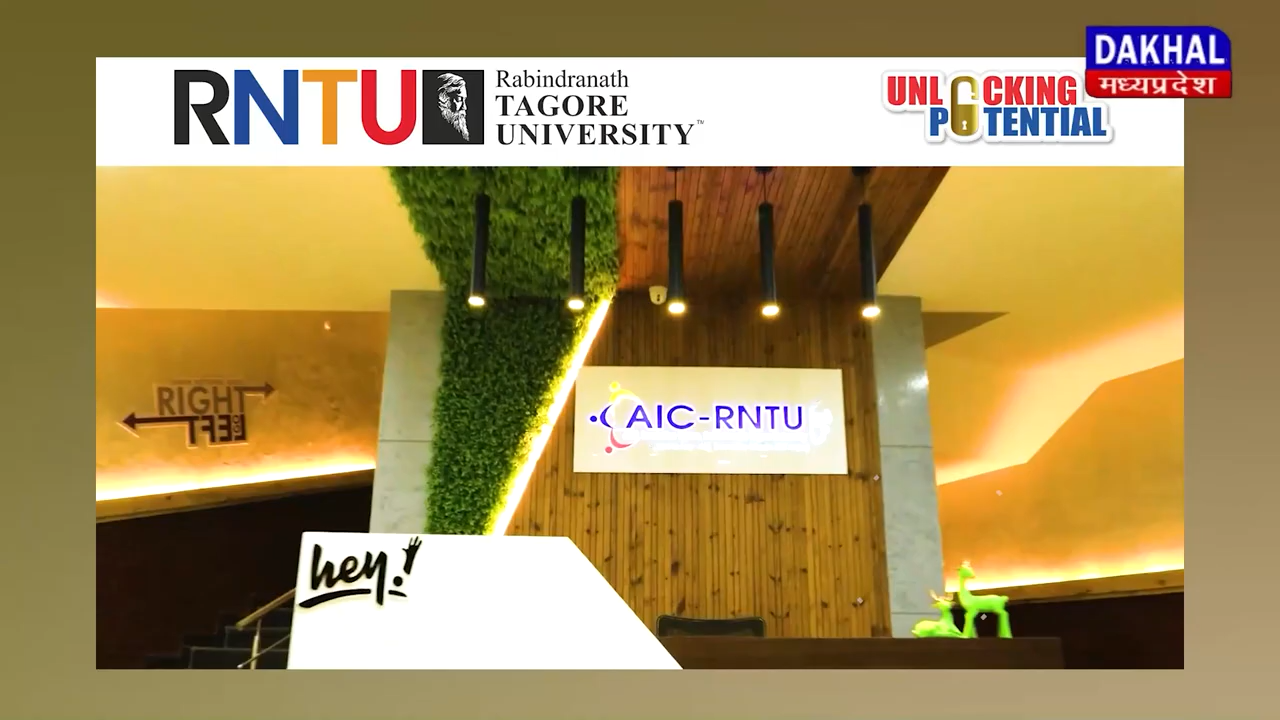 RNTU
Rabindranath
TAGORE
UNIVERSITY™
UNLOCKING
POTENTIAL
DAKHAL
मध्यप्रदेश
RIGHT
LEFT
AIC-RNTU
hey!